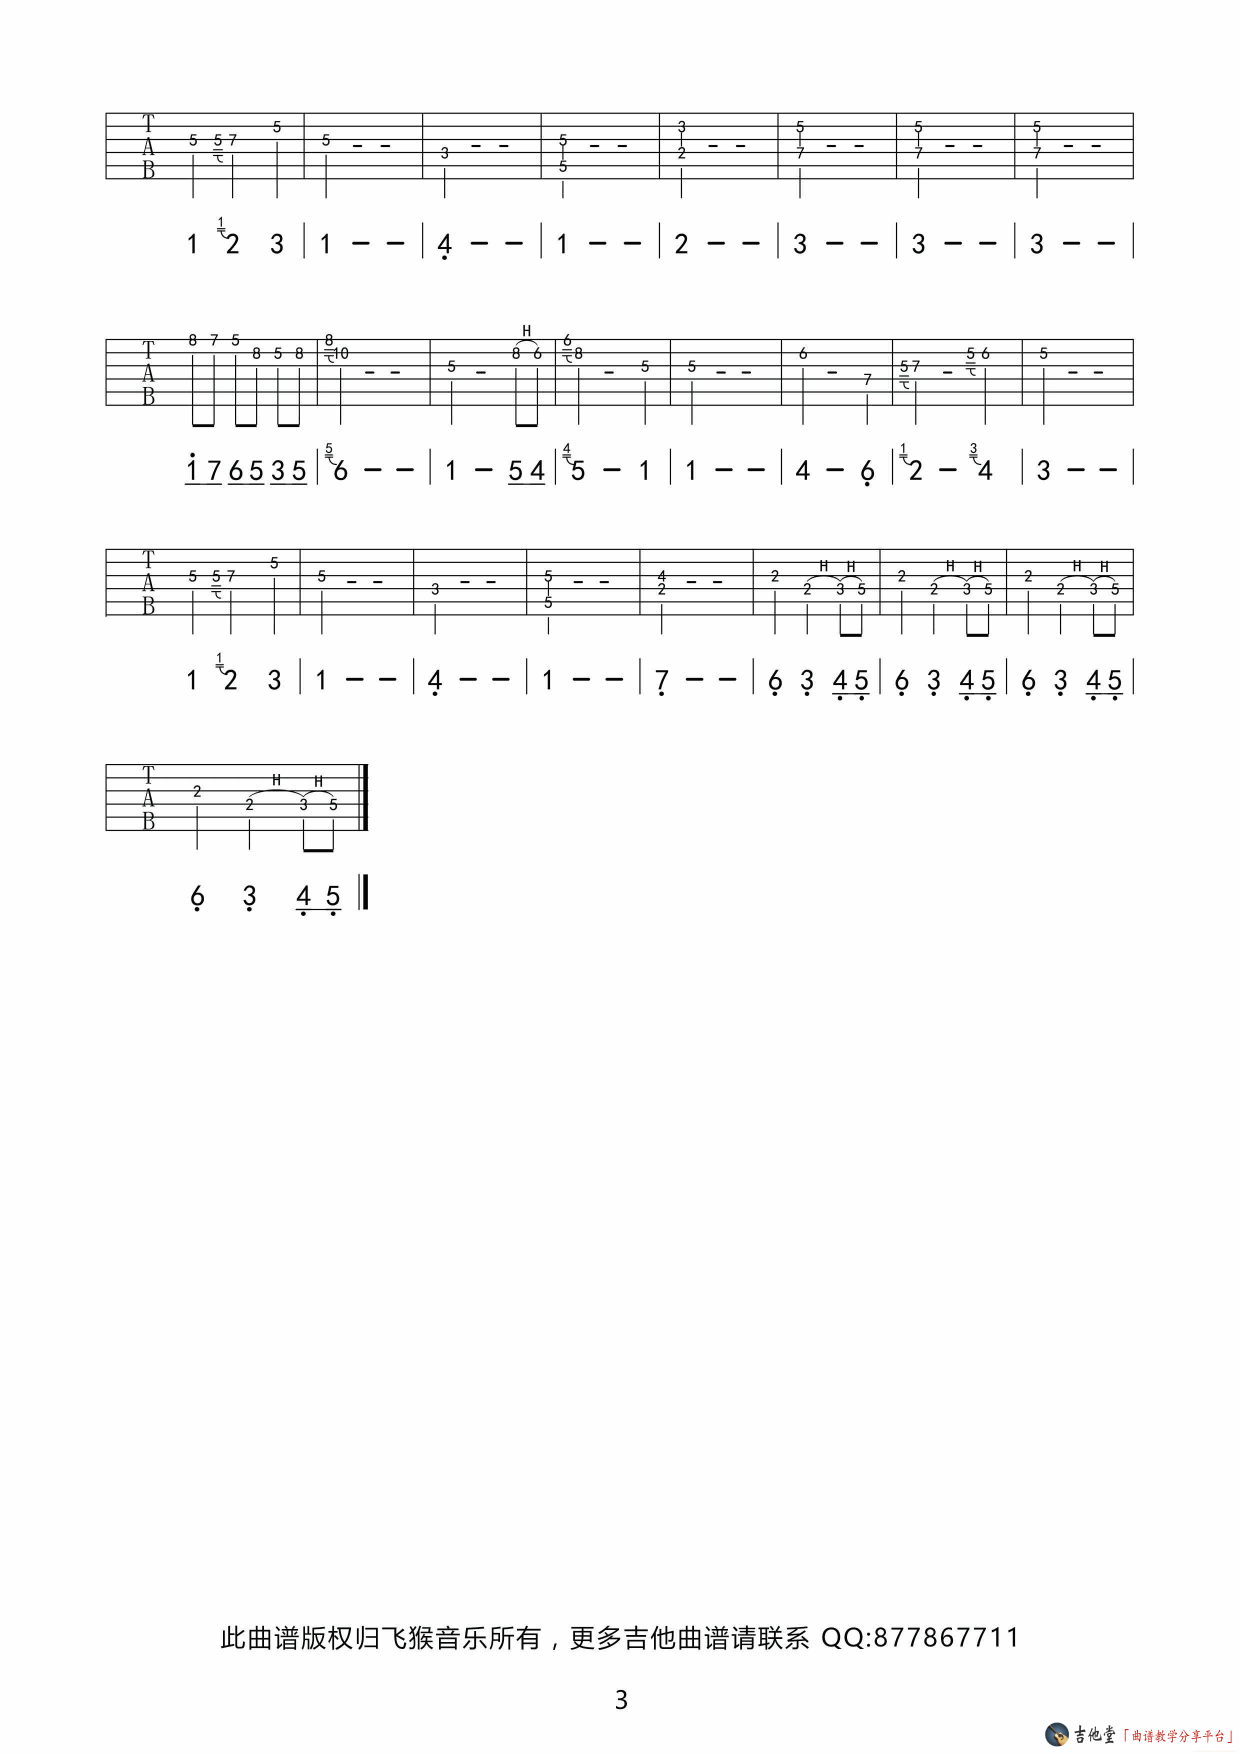 T A B 5 5 7 5 5 3 5 5 3 2 5 7 5 7 5 7
1 1 2 3 | 1 – – | 4 – – | 1 – – | 2 – – | 3 – – | 3 – – | 3 – – |
H
T A B 8 7 5 8 5 8 8 10 5 8 6 6 8 5 5 6 7 5 7 5 6 5
1 7 6 5 3 5 | 5 6 – – | 1 – 5 4 | 4 5 – 1 | 1 – – | 4 – 6 | 1 2 – 3 4 | 3 – – |
H H H H H H
T A B 5 5 7 5 5 3 5 5 4 2 2 2 3 5 2 2 3 5 2 2 3 5
1 1 2 3 | 1 – – | 4 – – | 1 – – | 7 – – | 6 3 4 5 | 6 3 4 5 | 6 3 4 5 |
H H
T A B 2 2 3 5
6 3 4 5
此曲谱版权归飞猴音乐所有，更多吉他曲谱请联系 QQ:877867711
3
吉他堂「曲谱教学分享平台」